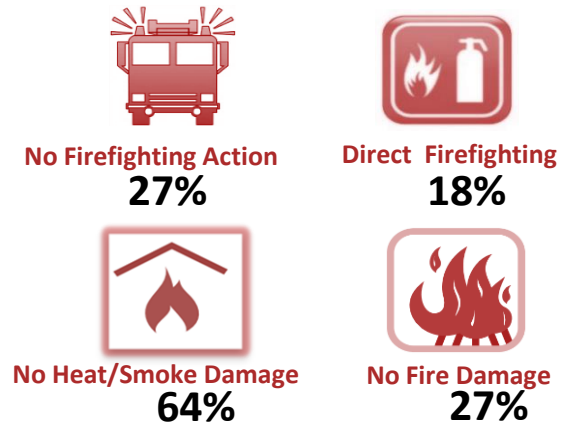 No Firefighting Action
27%
Direct Firefighting
18%
No Heat/Smoke Damage
64%
No Fire Damage
27%